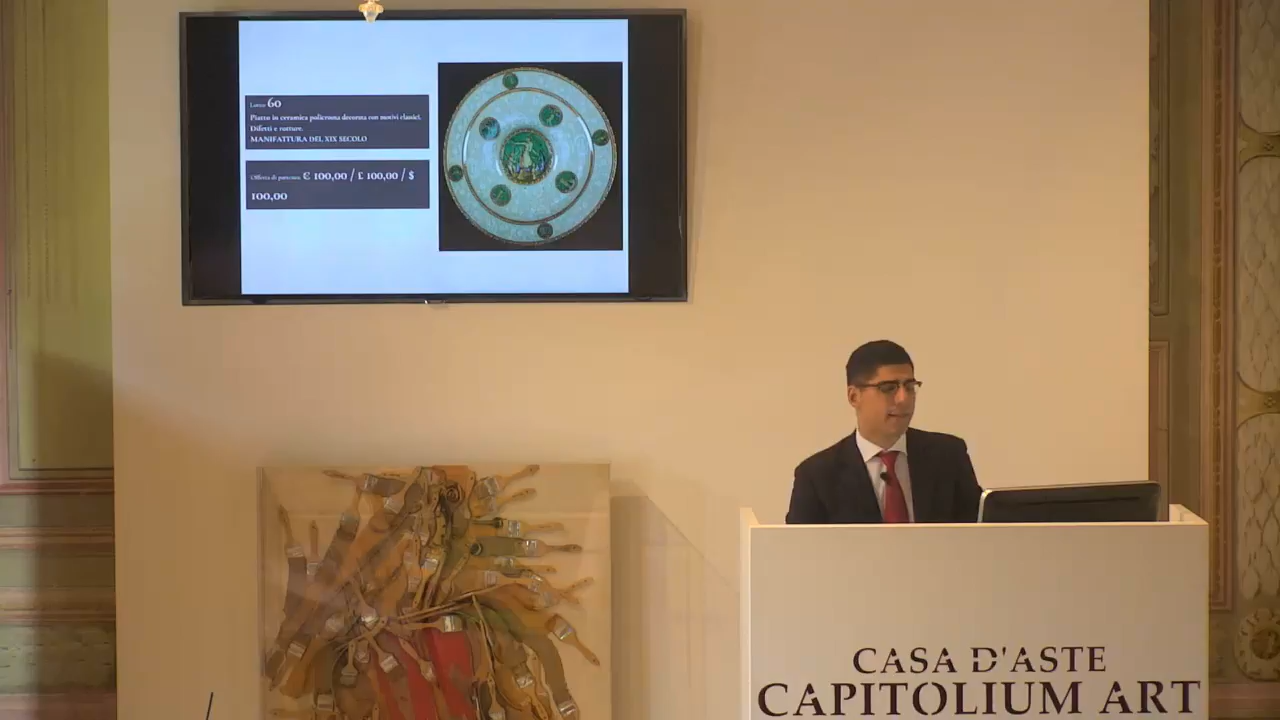 Lotto 60
Piatto in ceramica policroma decorata con motivi classici.
Difetti e rotture.
MANIFATTURA DEL XIX SECOLO
Offerta di partenza: € 100,00 / £ 100,00 / $
100,00
CASA D'ASTE
CAPITOLIUM ART